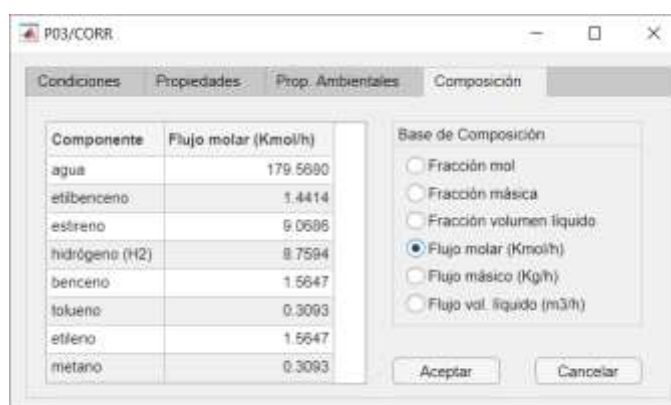 P03/CORR
Condiciones Propiedades Prop. Ambientales Composición
Componente Flujo molar (Kmol/h)
agua 179.5680
etilbenceno 1.4414
estireno 9.0686
hidrógeno (H2) 8.7594
benceno 1.5647
tolueno 0.3093
etileno 1.5647
metano 0.3093
Base de Composición
Fracción mol
Fracción másica
Fracción volumen líquido
Flujo molar (Kmol/h)
Flujo másico (Kg/h)
Flujo vol. líquido (m3/h)
Aceptar Cancelar